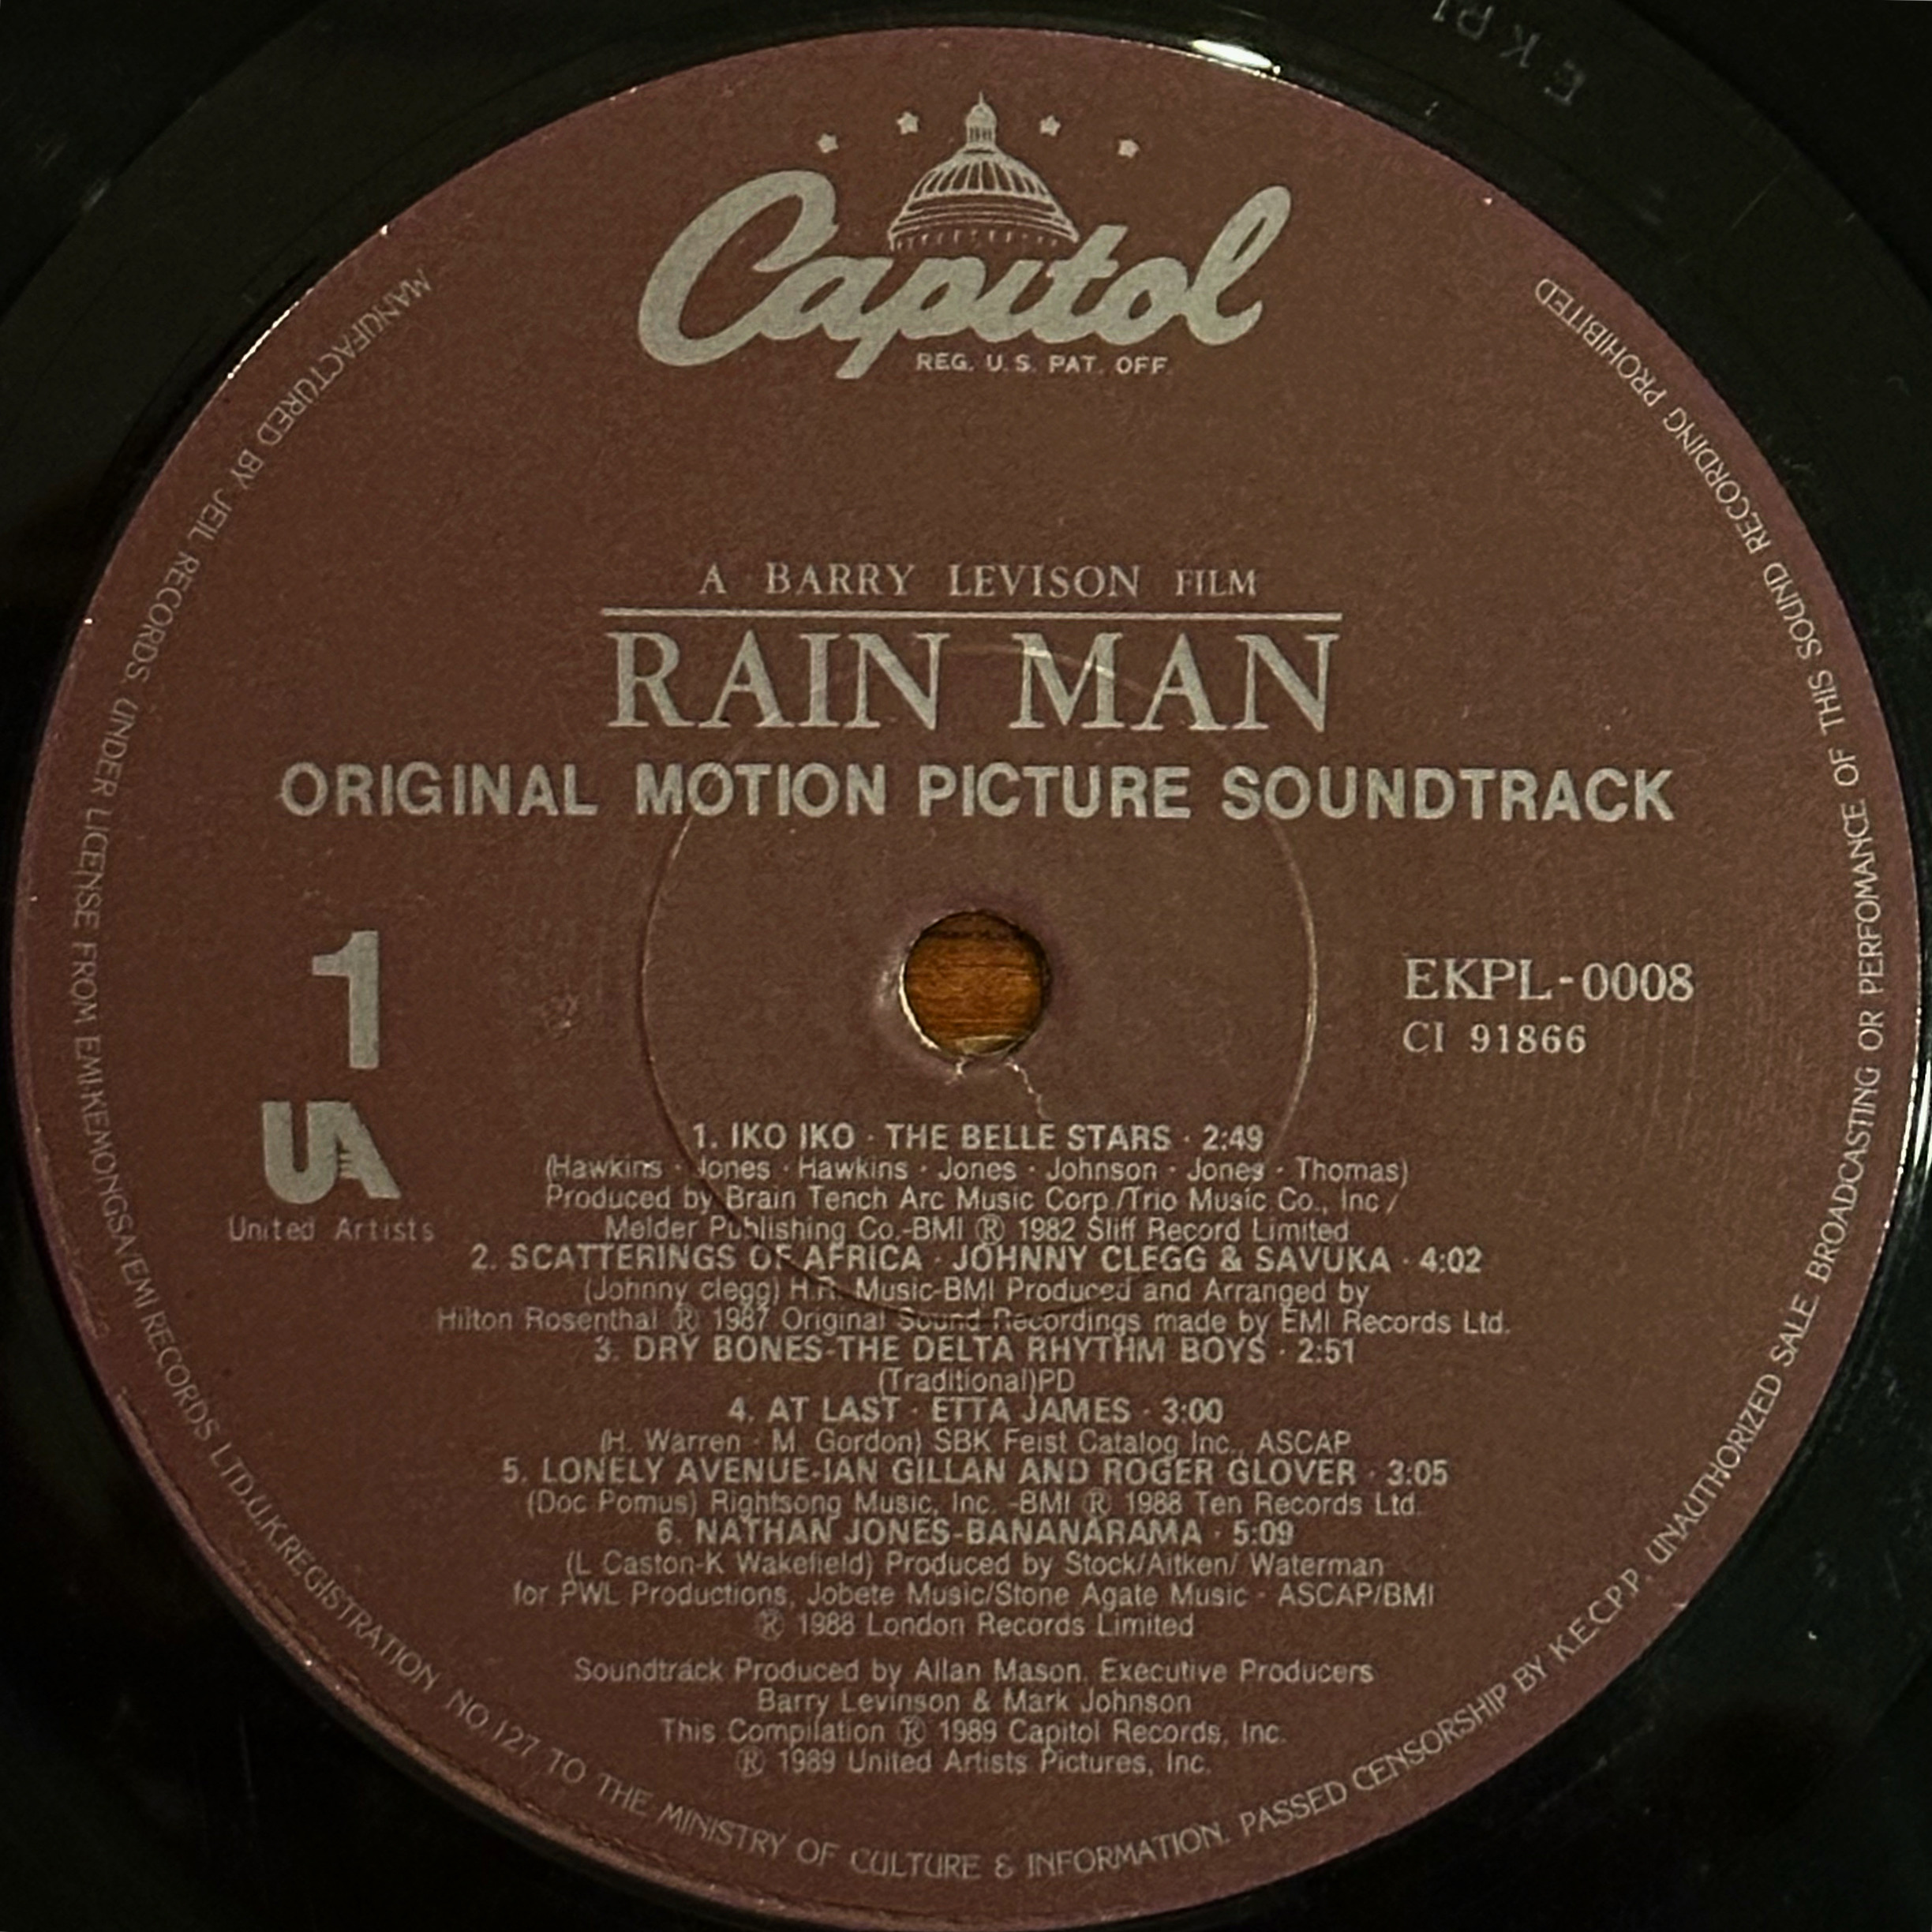 Capitol
REG. U.S. PAT. OFF.
A BARRY LEVISON FILM
RAIN MAN
ORIGINAL MOTION PICTURE SOUNDTRACK
1
UA
United Artists
EKPL-0008
CI 91866
1. IKO IKO · THE BELLE STARS · 2:49
(Hawkins · Jones · Hawkins · Jones · Johnson · Jones · Thomas)
Produced by Brain Tench Arc Music Corp./Trio Music Co., Inc /
Melder Publishing Co.-BMI Ⓡ 1982 Sliff Record Limited
2. SCATTERINGS OF AFRICA · JOHNNY CLEGG & SAVUKA · 4:02
(Johnny clegg) H.R. Music-BMI Produced and Arranged by
Hilton Rosenthal Ⓡ 1987 Original Sound Recordings made by EMI Records Ltd.
3. DRY BONES-THE DELTA RHYTHM BOYS · 2:51
(Traditional)PD
4. AT LAST · ETTA JAMES · 3:00
(H. Warren · M. Gordon) SBK Feist Catalog Inc., ASCAP
5. LONELY AVENUE-IAN GILLAN AND ROGER GLOVER · 3:05
(Doc Pomus) Rightsong Music, Inc. -BMI Ⓡ 1988 Ten Records Ltd.
6. NATHAN JONES-BANANARAMA · 5:09
(L Caston-K Wakefield) Produced by Stock/Aitken/ Waterman
for PWL Productions, Jobete Music/Stone Agate Music - ASCAP/BMI
Ⓡ 1988 London Records Limited
Soundtrack Produced by Allan Mason. Executive Producers
Barry Levinson & Mark Johnson
This Compilation Ⓡ 1989 Capitol Records, Inc.
Ⓡ 1989 United Artists Pictures, Inc.
MANUFACTURED BY JEIL RECORDS. UNDER LICENSE FROM EMI-KEMONGSA/EMI RECORDS LTD.U.K.REGISTRATION NO.127 TO THE MINISTRY OF CULTURE & INFORMATION. PASSED CENSORSHIP BY K.E.C.P.P. UNAUTHORIZED SALE. BROADCASTING OR PERFOMANCE OF THIS SOUND RECORDING PROHIBITED